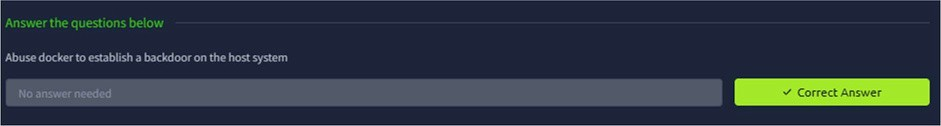 Answer the questions below
Abuse docker to establish a backdoor on the host system
No answer needed
✓ Correct Answer